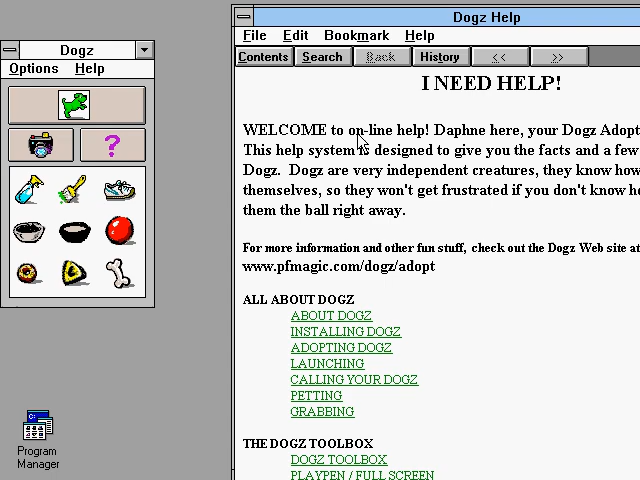 Dogz
Options Help
?
Program
Manager
Dogz Help
File Edit Bookmark Help
Contents Search Back History << >>
I NEED HELP!
WELCOME to on-line help! Daphne here, your Dogz Adopt
This help system is designed to give you the facts and a few
Dogz. Dogz are very independent creatures, they know how
themselves, so they won't get frustrated if you don't know h
them the ball right away.
For more information and other fun stuff, check out the Dogz Web site at
www.pfmagic.com/dogz/adopt
ALL ABOUT DOGZ
ABOUT DOGZ
INSTALLING DOGZ
ADOPTING DOGZ
LAUNCHING
CALLING YOUR DOGZ
PETTING
GRABBING
THE DOGZ TOOLBOX
DOGZ TOOLBOX
PLAYPEN / FULL SCREEN